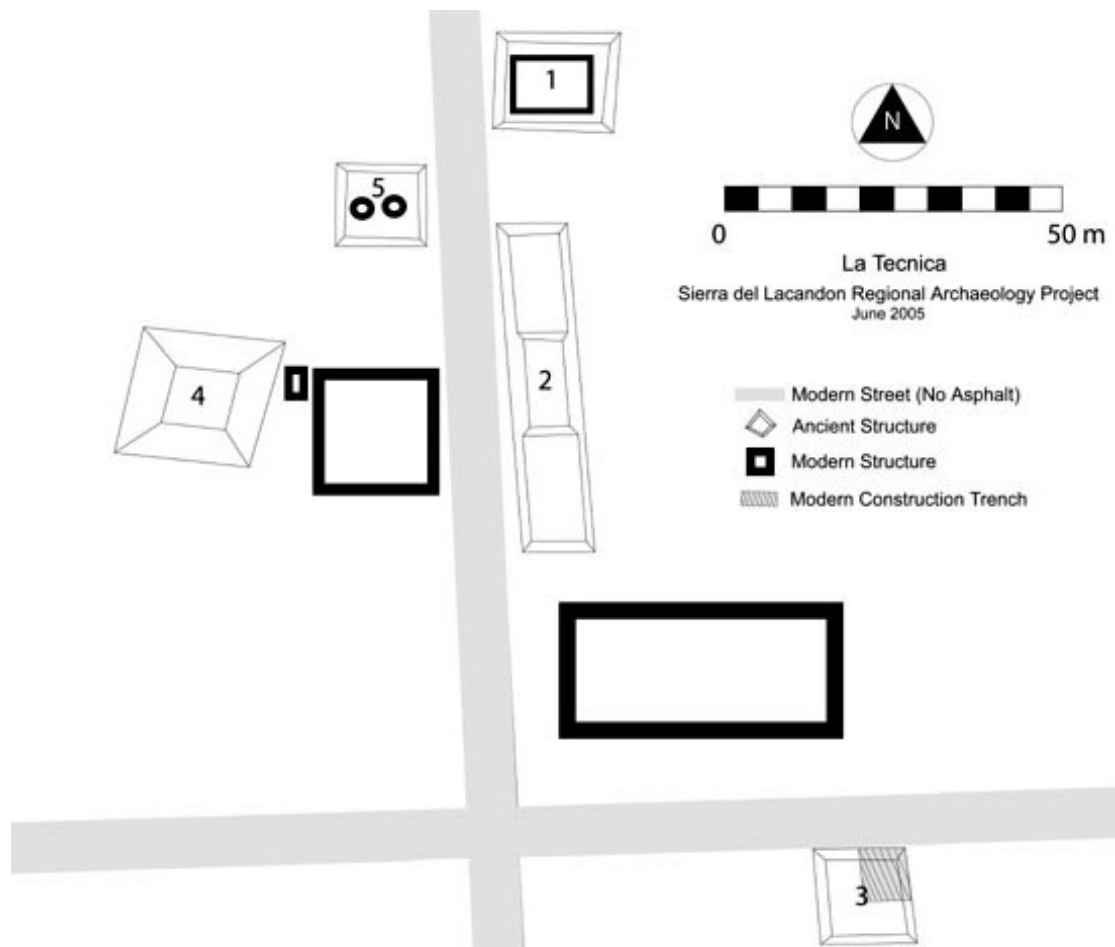 1
N
5
0 50 m
La Tecnica
Sierra del Lacandon Regional Archaeology Project
June 2005
2
4
Modern Street (No Asphalt)
Ancient Structure
Modern Structure
Modern Construction Trench
3